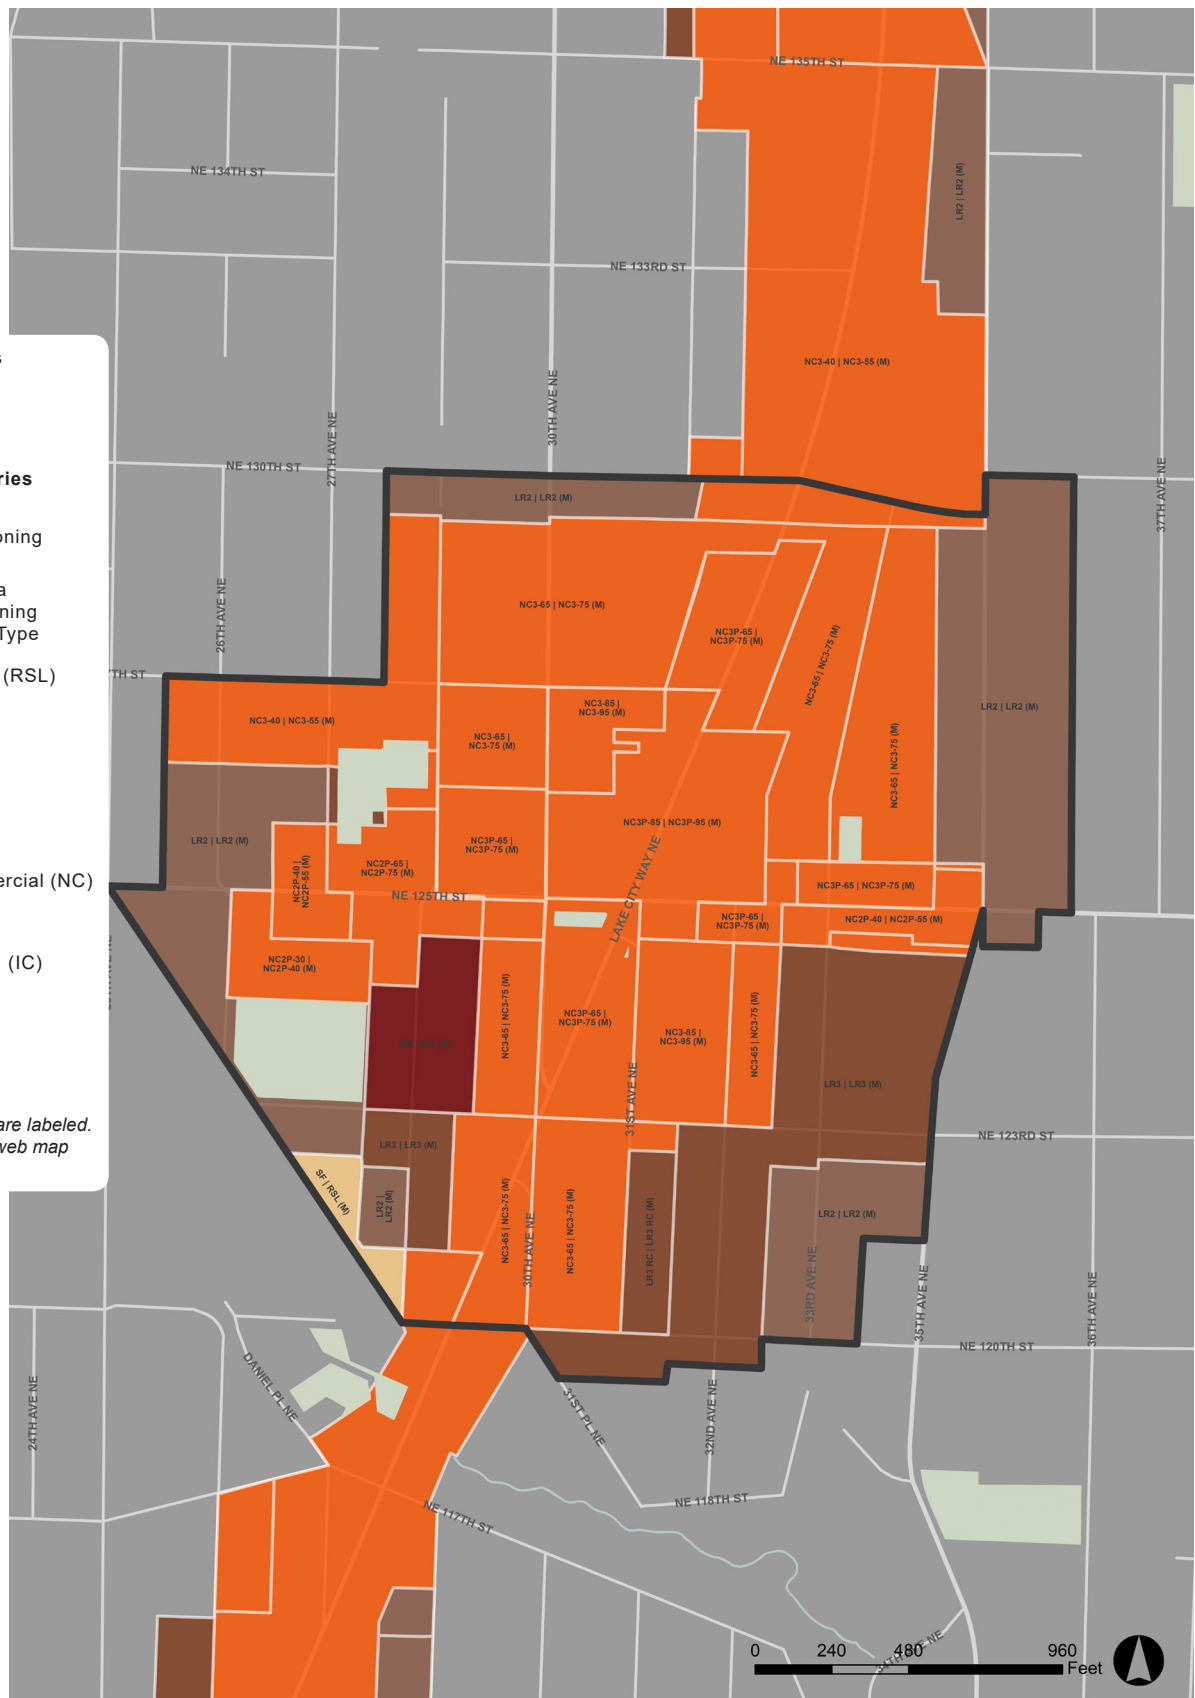 NE 135TH ST
NE 134TH ST
LR2 | LR2 (M)
NE 133RD ST
NC3-40 | NC3-55 (M)
s
ries
oning
a
ning
Type
(RSL)
ercial (NC)
(IC)
are labeled.
web map
30TH AVE NE
27TH AVE NE
NE 130TH ST
37TH AVE NE
LR2 | LR2 (M)
26TH AVE NE
NC3-65 | NC3-75 (M)
NC3P-65 |
NC3P-75 (M)
NC3-65 | NC3-75 (M)
TH ST
NC3-40 | NC3-55 (M)
NC3-85 |
NC3-95 (M)
LR2 | LR2 (M)
NC3-65 |
NC3-75 (M)
NC3-65 | NC3-75 (M)
LR2 | LR2 (M)
NC3P-65 |
NC3P-75 (M)
NC3P-85 | NC3P-95 (M)
NC2P-40 |
NC2P-55 (M)
NC2P-65 |
NC2P-75 (M)
NC3P-65 | NC3P-75 (M)
NE 125TH ST
LAKE CITY WAY NE
NC3P-65 |
NC3P-75 (M)
NC2P-40 | NC2P-55 (M)
NC2P-30 |
NC2P-40 (M)
NC3-65 | NC3-75 (M)
NC3P-65 |
NC3P-75 (M)
NC3-85 |
NC3-95 (M)
NC3-65 | NC3-75 (M)
LR3 | LR3 (M)
31ST AVE NE
NE 123RD ST
LR3 | LR3 (M)
SF | RSL (M)
LR2 |
LR2 (M)
NC3-65 | NC3-75 (M)
30TH AVE NE
NC3-65 | NC3-75 (M)
LR3 RC | LR3 RC (M)
LR2 | LR2 (M)
33RD AVE NE
35TH AVE NE
36TH AVE NE
NE 120TH ST
24TH AVE NE
DANIEL PL NE
31ST PL NE
32ND AVE NE
NE 118TH ST
NE 117TH ST
34TH AVE NE
0 240 480 960
Feet